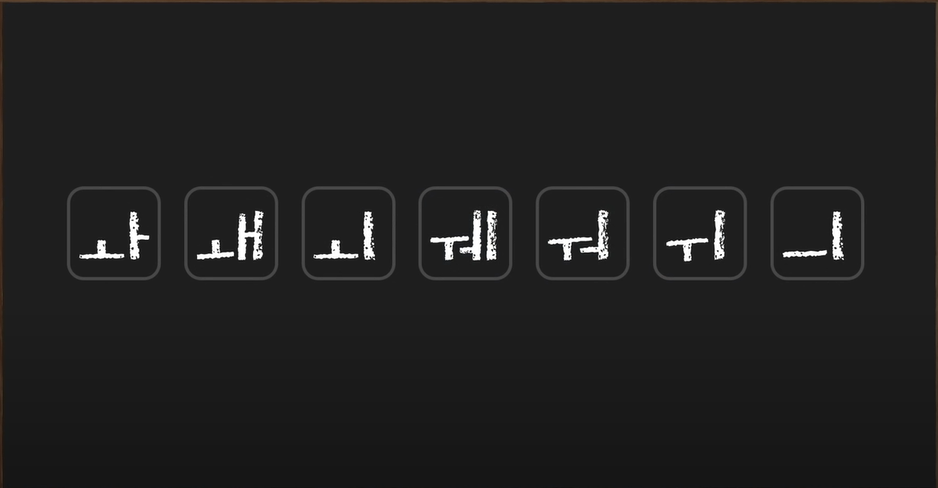 ㅘ ㅙ ㅚ ㅞ ㅝ ㅟ ㅢ